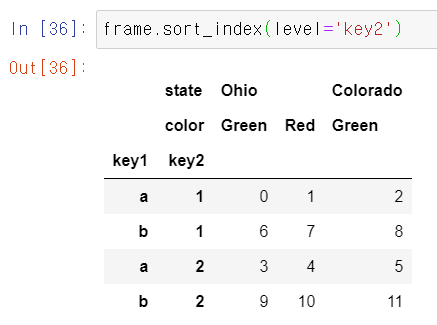 In [36]: frame.sort_index(level='key2')
Out[36]:
state Ohio Colorado
color Green Red Green
key1 key2
a 1 0 1 2
b 1 6 7 8
a 2 3 4 5
b 2 9 10 11